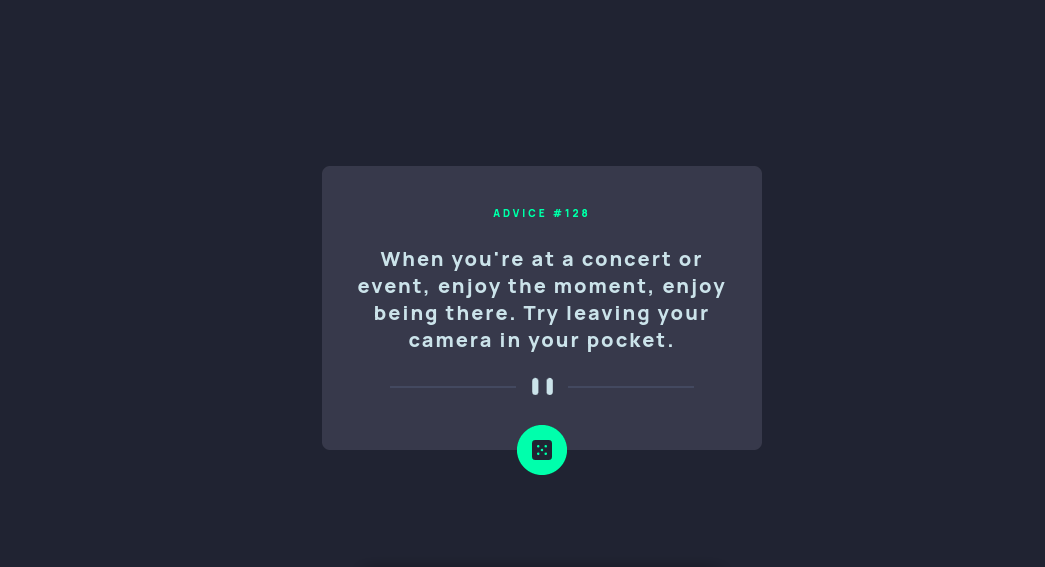 ADVICE #128
When you're at a concert or
event, enjoy the moment, enjoy
being there. Try leaving your
camera in your pocket.